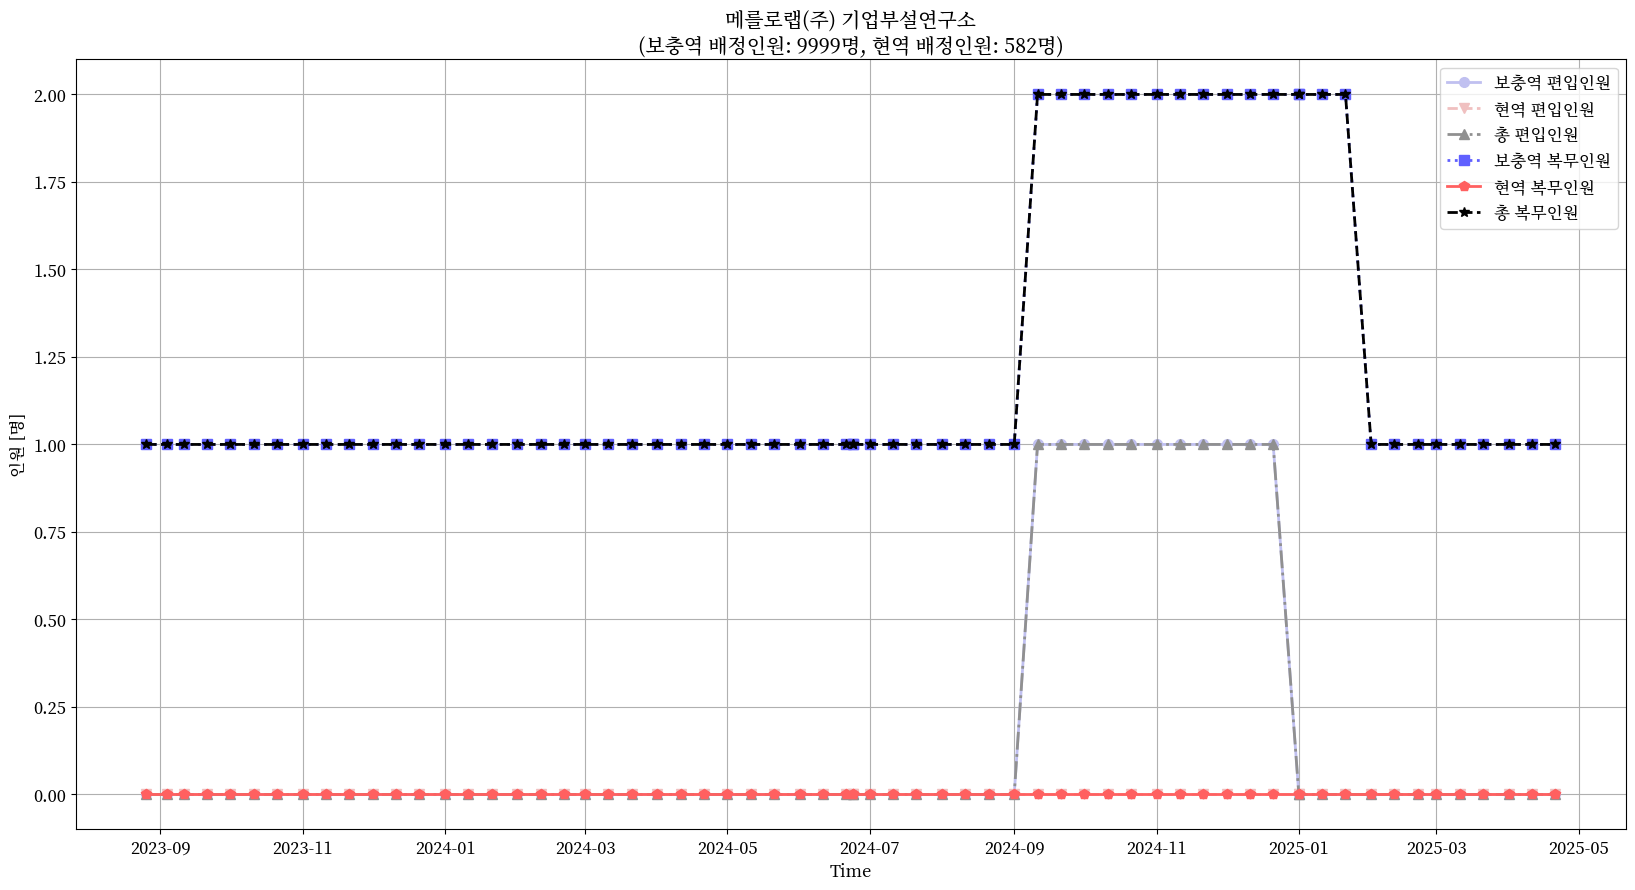 메를로랩(주) 기업부설연구소
(보충역 배정인원: 9999명, 현역 배정인원: 582명)
보충역 편입인원
현역 편입인원
총 편입인원
보충역 복무인원
현역 복무인원
총 복무인원
인원 [명]
2.00
1.75
1.50
1.25
1.00
0.75
0.50
0.25
0.00
2023-09
2023-11
2024-01
2024-03
2024-05
2024-07
2024-09
2024-11
2025-01
2025-03
2025-05
Time